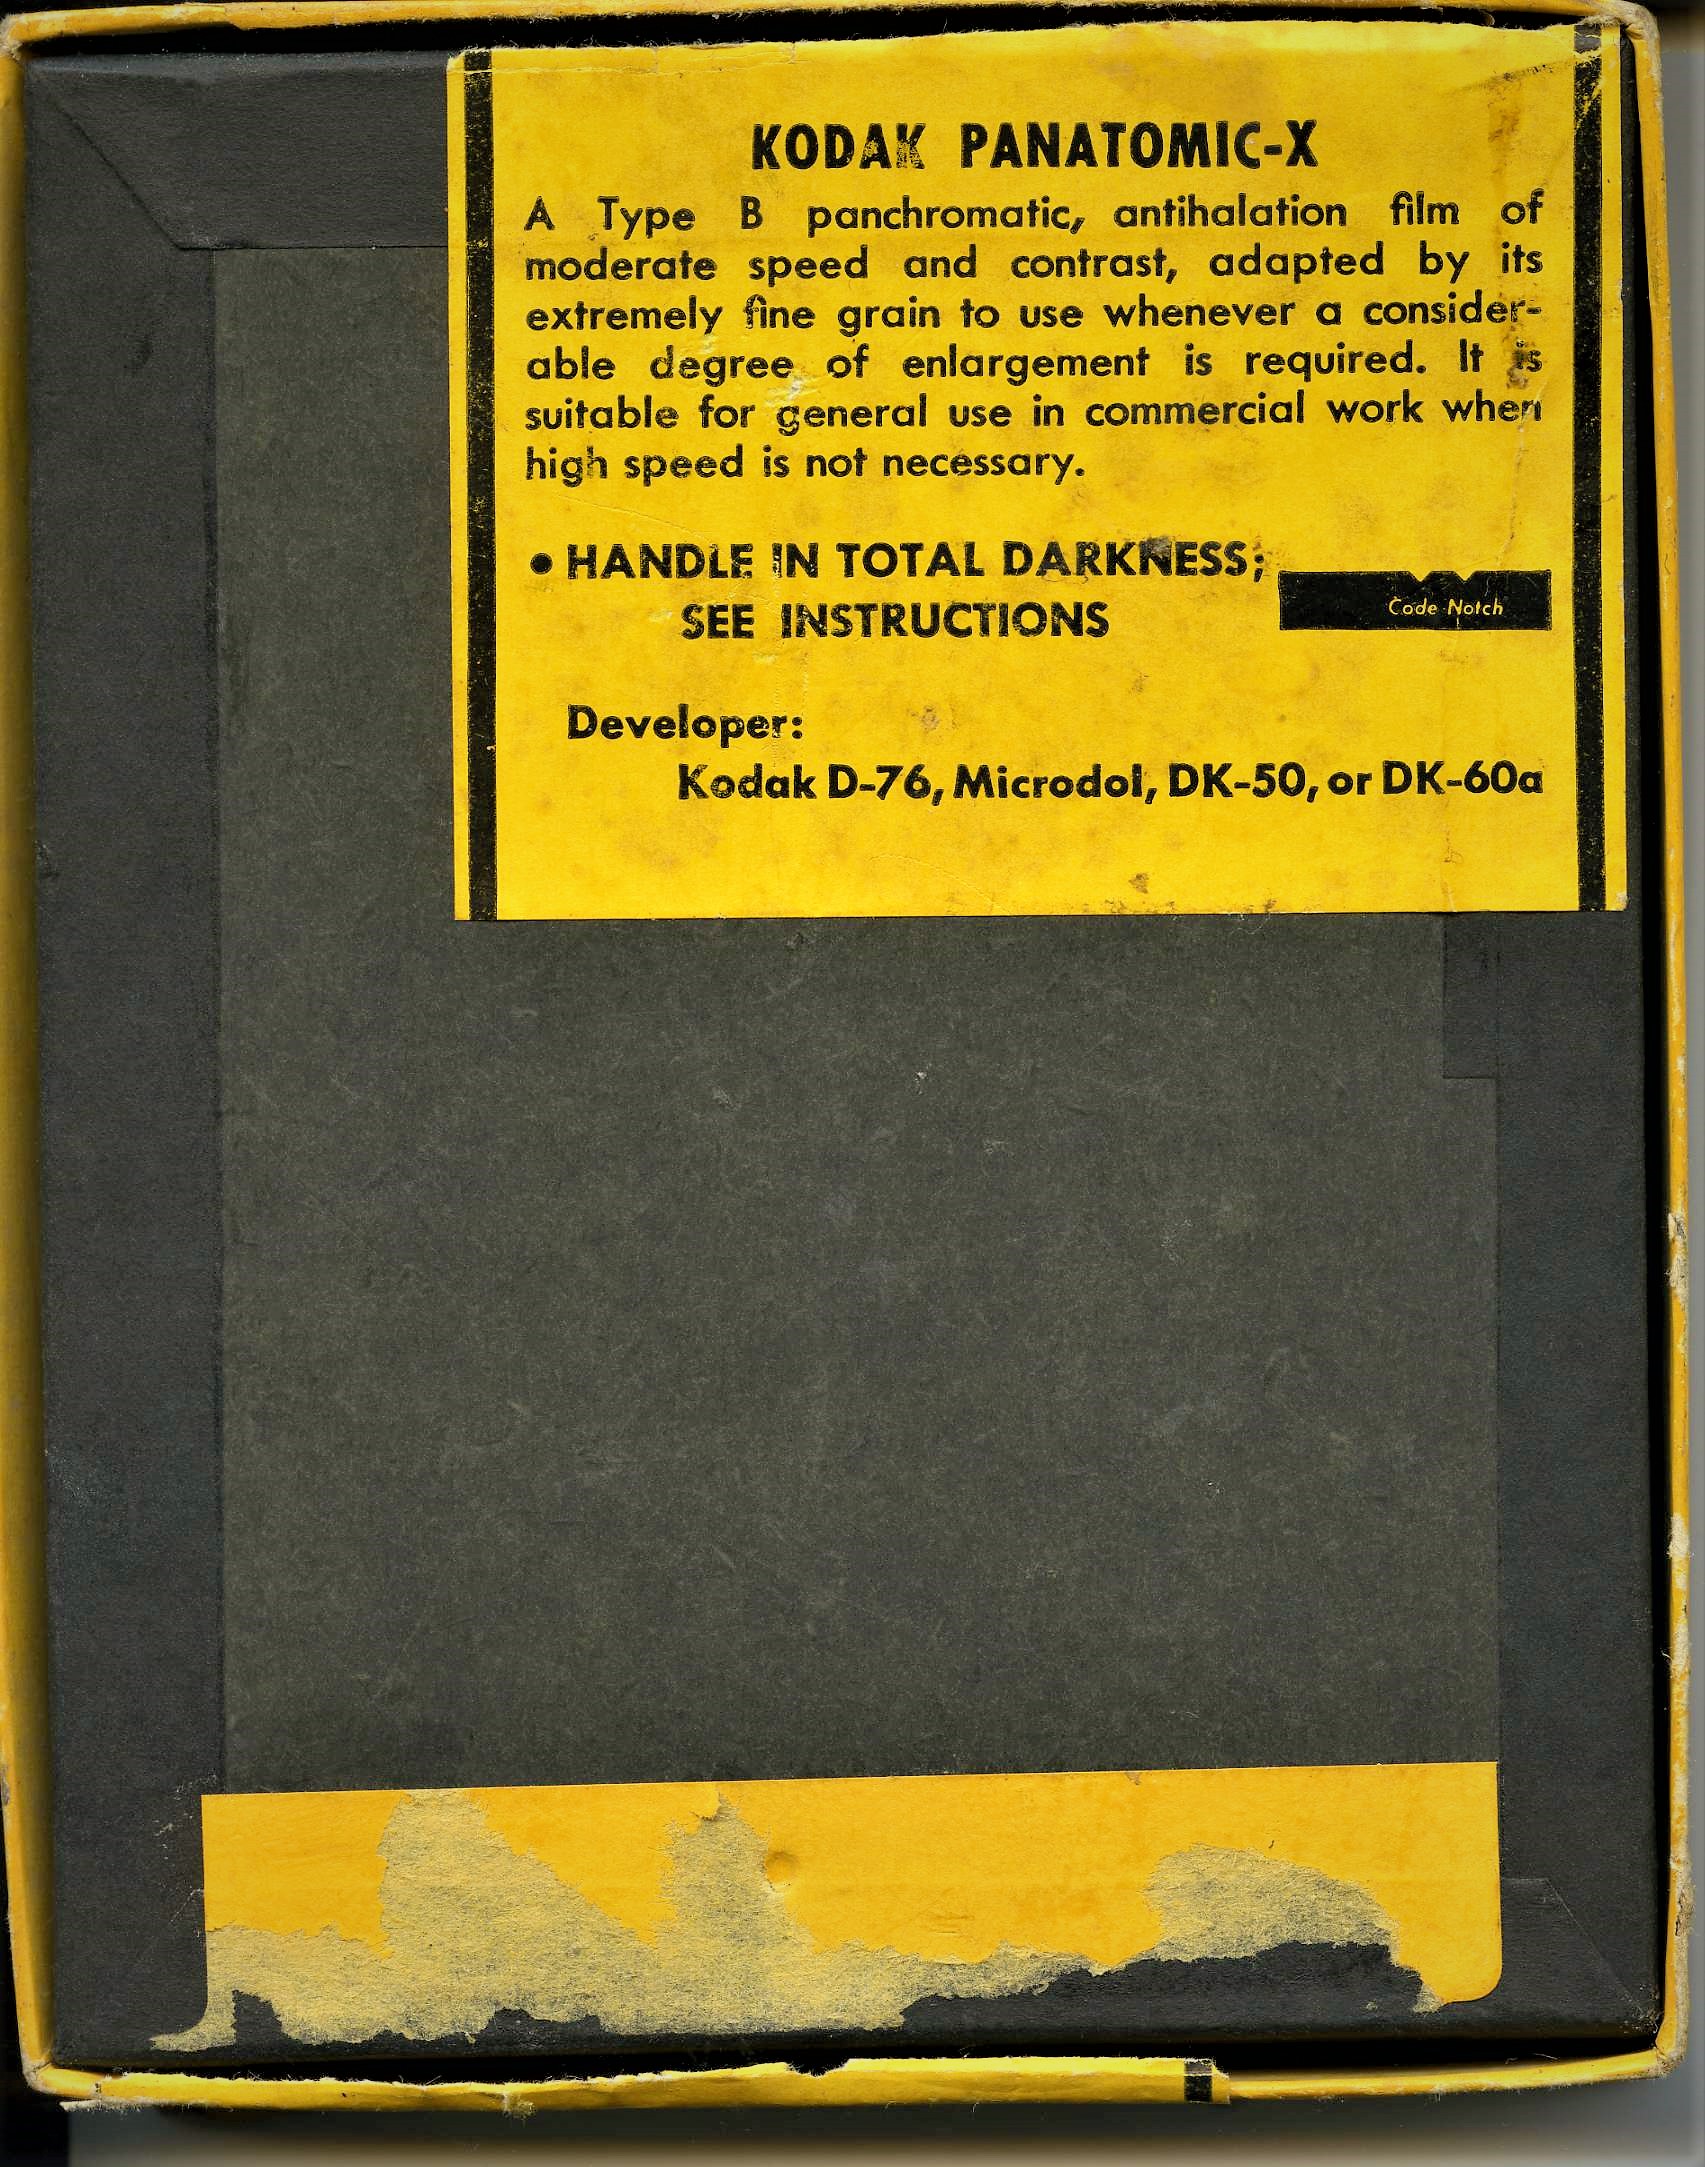 KODAK PANATOMIC-X
A Type B panchromatic, antihalation film of
moderate speed and contrast, adapted by its
extremely fine grain to use whenever a consider-
able degree of enlargement is required. It is
suitable for general use in commercial work when
high speed is not necessary.
• HANDLE IN TOTAL DARKNESS;
SEE INSTRUCTIONS
Code Notch
Developer:
Kodak D-76, Microdol, DK-50, or DK-60a